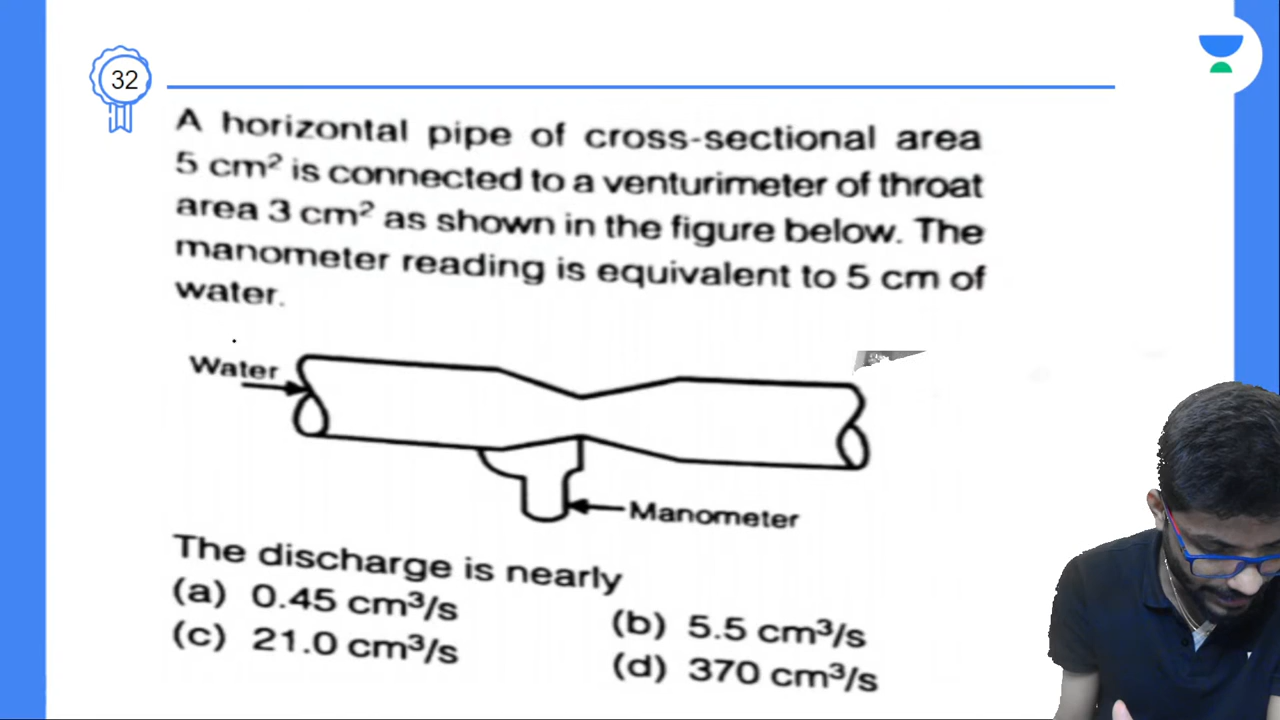 32
A horizontal pipe of cross-sectional area
5 cm² is connected to a venturimeter of throat
area 3 cm² as shown in the figure below. The
manometer reading is equivalent to 5 cm of
water.
Water
Manometer
The discharge is nearly
(a) 0.45 cm³/s (b) 5.5 cm³/s
(c) 21.0 cm³/s (d) 370 cm³/s